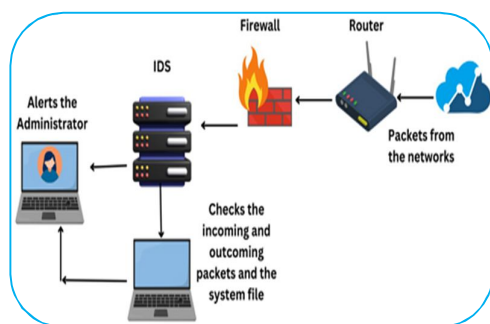 Firewall
Router
IDS
Alerts the
Administrator
Packets from
the networks
Checks the
incoming and
outcoming
packets and the
system file